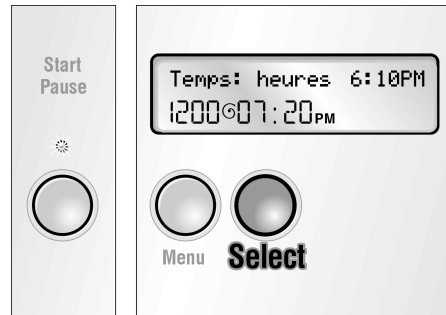 Start
Pause
Temps: heures 6:10PM
1200 07:20PM
Menu
Select